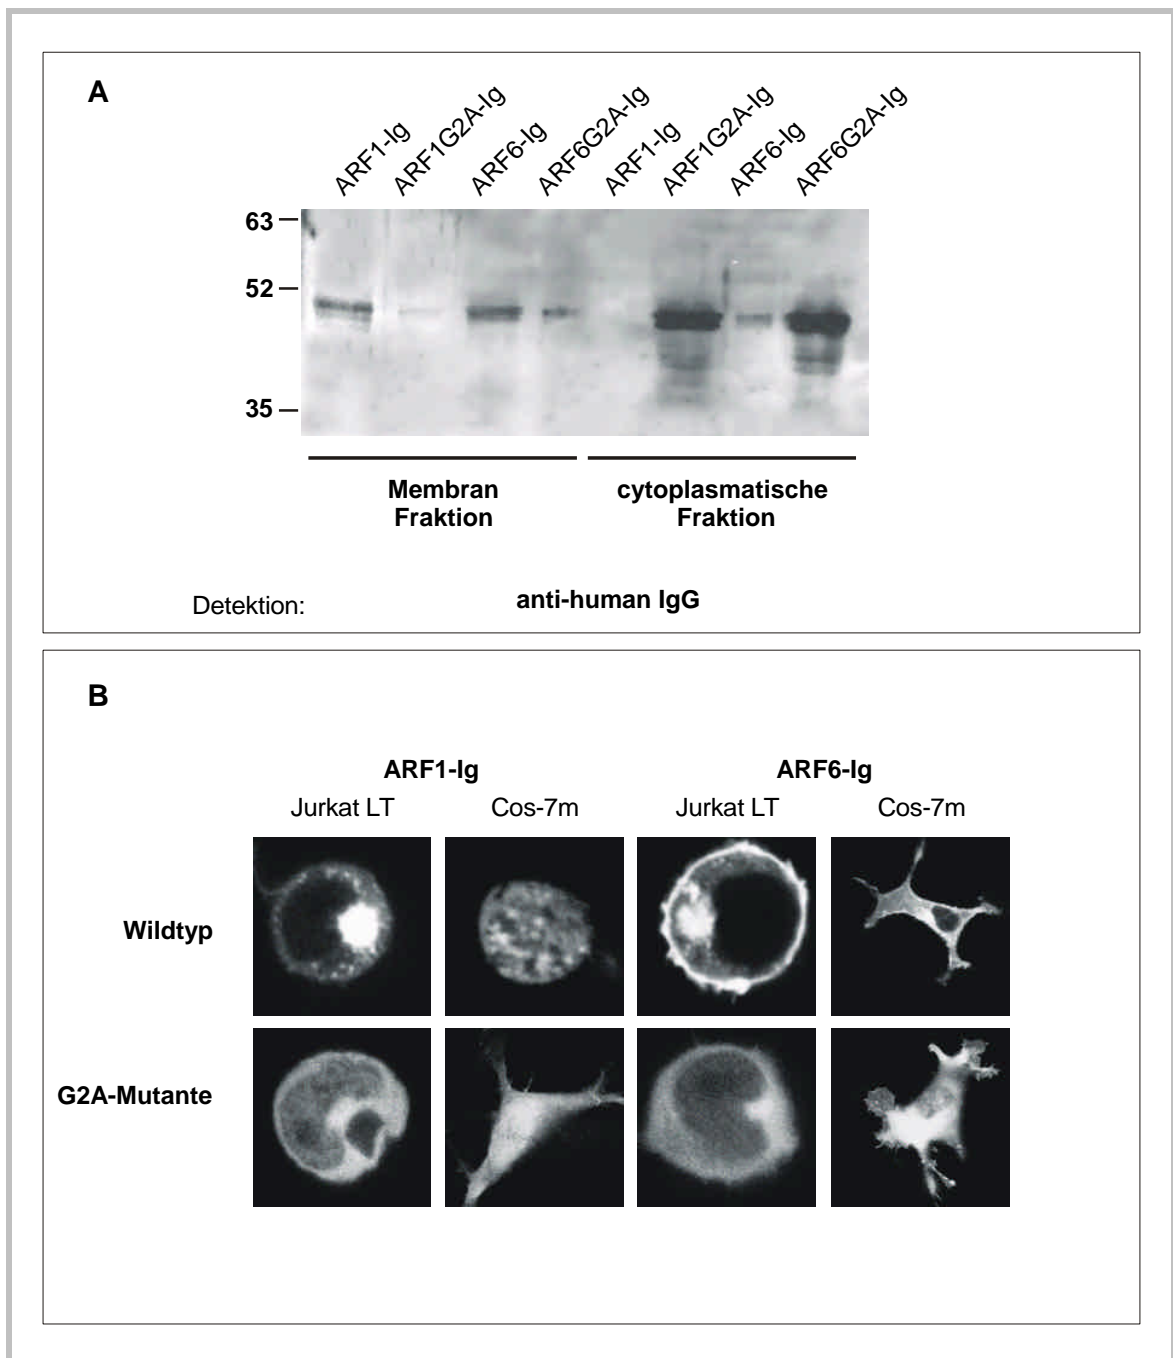 A
ARF1-Ig
ARF1G2A-Ig
ARF6-Ig
ARF6G2A-Ig
ARF1-Ig
ARF1G2A-Ig
ARF6-Ig
ARF6G2A-Ig
63
52
35
Membran
Fraktion
cytoplasmatische
Fraktion
Detektion: anti-human IgG
B
ARF1-Ig ARF6-Ig
Jurkat LT Cos-7m Jurkat LT Cos-7m
Wildtyp
G2A-Mutante